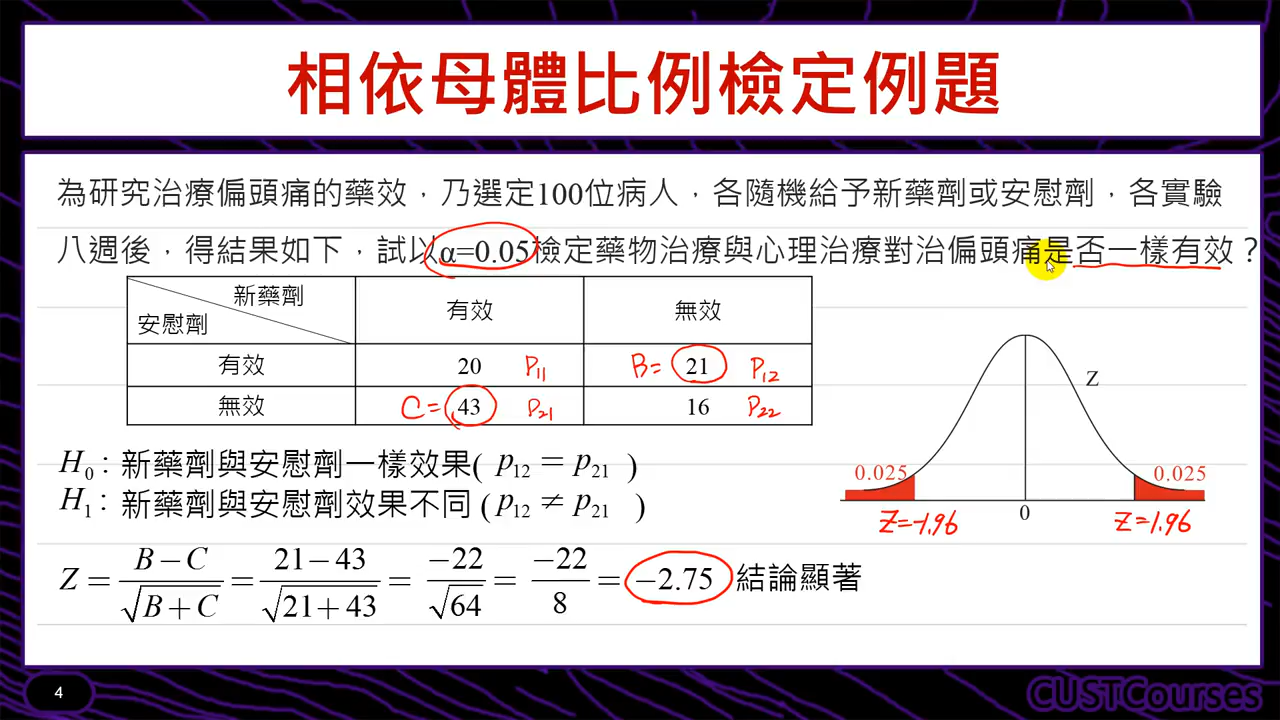 相依母體比例檢定例題
為研究治療偏頭痛的藥效，乃選定100位病人，各隨機給予新藥劑或安慰劑，各實驗
八週後，得結果如下，試以α=0.05檢定藥物治療與心理治療對治偏頭痛是否一樣有效？
新藥劑
安慰劑
有效
無效
有效
20 P11
B= 21 P12
無效
C= 43 P21
16 P22
H0：新藥劑與安慰劑一樣效果( p12 = p21 )
H1：新藥劑與安慰劑效果不同 ( p12 ≠ p21 )
Z = (B−C)/√(B+C) = (21−43)/√(21+43) = −22/√64 = −22/8 = −2.75 結論顯著
Z
0.025
0.025
Z=-1.96
0
Z=1.96
4
CUSTCourses